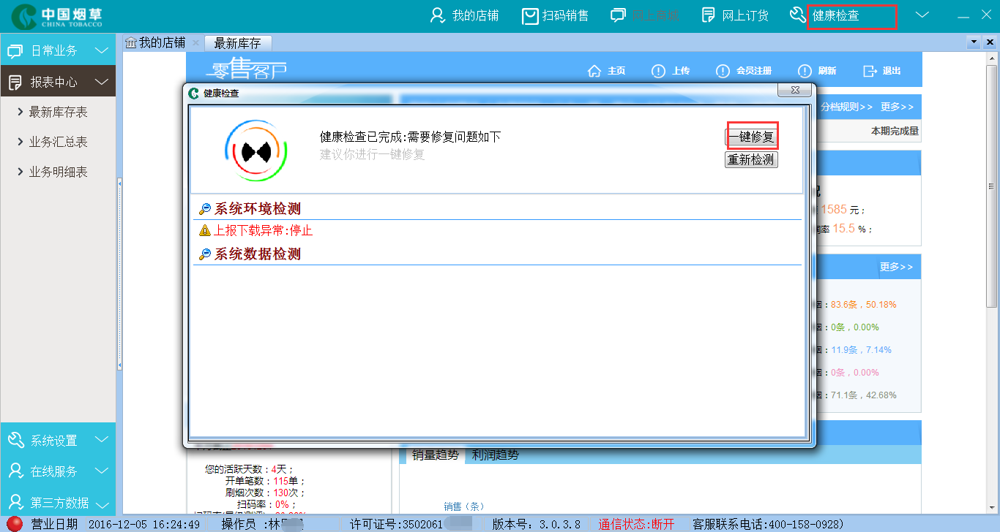 中国烟草
CHINA TOBACCO
我的店铺 扫码销售 网上订货 健康检查
日常业务
报表中心
最新库存表
业务汇总表
业务明细表
系统设置
在线服务
第三方数据
我的店铺 最新库存
零售客户
主页 上传 会员注册 刷新 退出
分档规则>> 更多>>
本期完成量
1585 元；
率 15.5 %；
更多>>
：83.6条，50.18%
：0条，0.00%
：11.9条，7.14%
：0条，0.00%
：71.1条，42.68%
健康检查
健康检查已完成:需要修复问题如下
建议你进行一键修复
一键修复
重新检测
系统环境检测
上报下载异常:停止
系统数据检测
您的活跃天数：4天；
开单笔数：115单；
刷烟次数：130次；
扫码率：0%；
销量趋势 利润趋势
销售（条）
营业日期 2016-12-05 16:24:49 操作员 :林 许可证号:3502061 版本号：3.0.3.8 通信状态:断开 客服联系电话:400-158-0928)